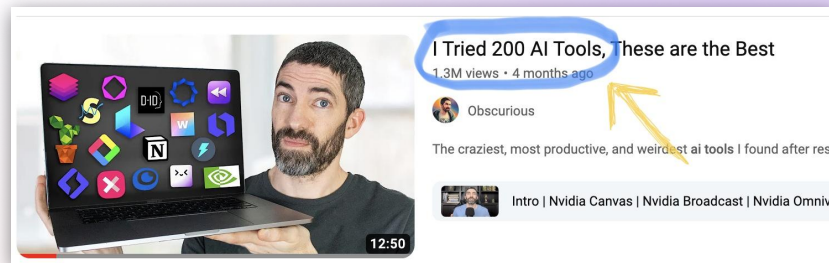 I Tried 200 AI Tools, These are the Best
1.3M views • 4 months ago
Obscurious
The craziest, most productive, and weirdest ai tools I found after res
Intro | Nvidia Canvas | Nvidia Broadcast | Nvidia Omniv
D-ID
W
N
12:50